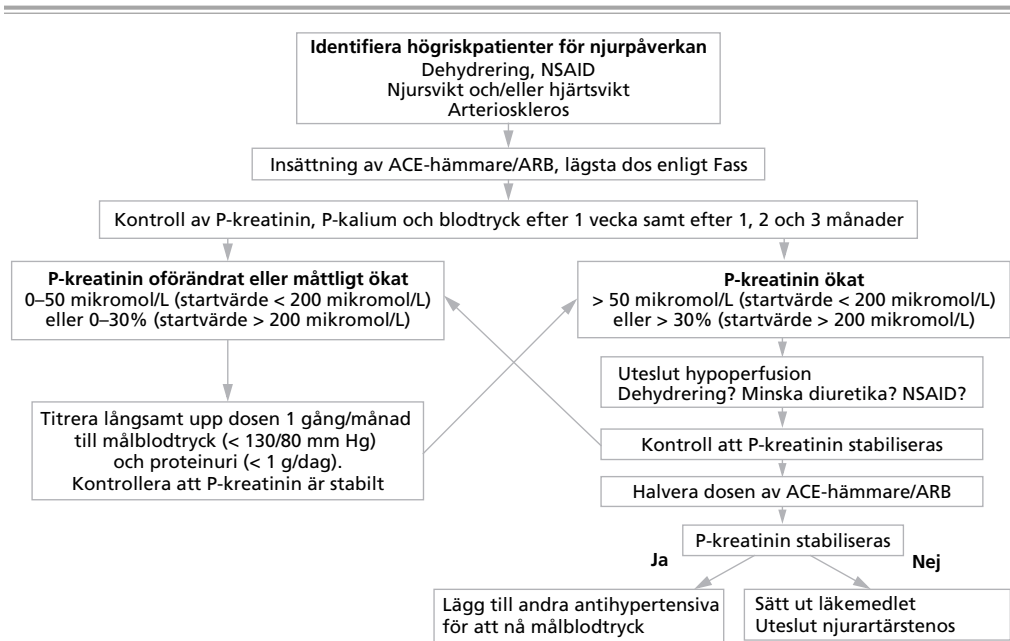 Identifiera högriskpatienter för njurpåverkan
Dehydrering, NSAID
Njursvikt och/eller hjärtsvikt
Arterioskleros
Insättning av ACE-hämmare/ARB, lägsta dos enligt Fass
Kontroll av P-kreatinin, P-kalium och blodtryck efter 1 vecka samt efter 1, 2 och 3 månader
P-kreatinin oförändrat eller måttligt ökat
0–50 mikromol/L (startvärde < 200 mikromol/L)
eller 0–30% (startvärde > 200 mikromol/L)
P-kreatinin ökat
> 50 mikromol/L (startvärde < 200 mikromol/L)
eller > 30% (startvärde > 200 mikromol/L)
Titrera långsamt upp dosen 1 gång/månad
till målblodtryck (< 130/80 mm Hg)
och proteinuri (< 1 g/dag).
Kontrollera att P-kreatinin är stabilt
Uteslut hypoperfusion
Dehydrering? Minska diuretika? NSAID?
Kontroll att P-kreatinin stabiliseras
Halvera dosen av ACE-hämmare/ARB
P-kreatinin stabiliseras
Ja
Nej
Lägg till andra antihypertensiva
för att nå målblodtryck
Sätt ut läkemedlet
Uteslut njurartärstenos